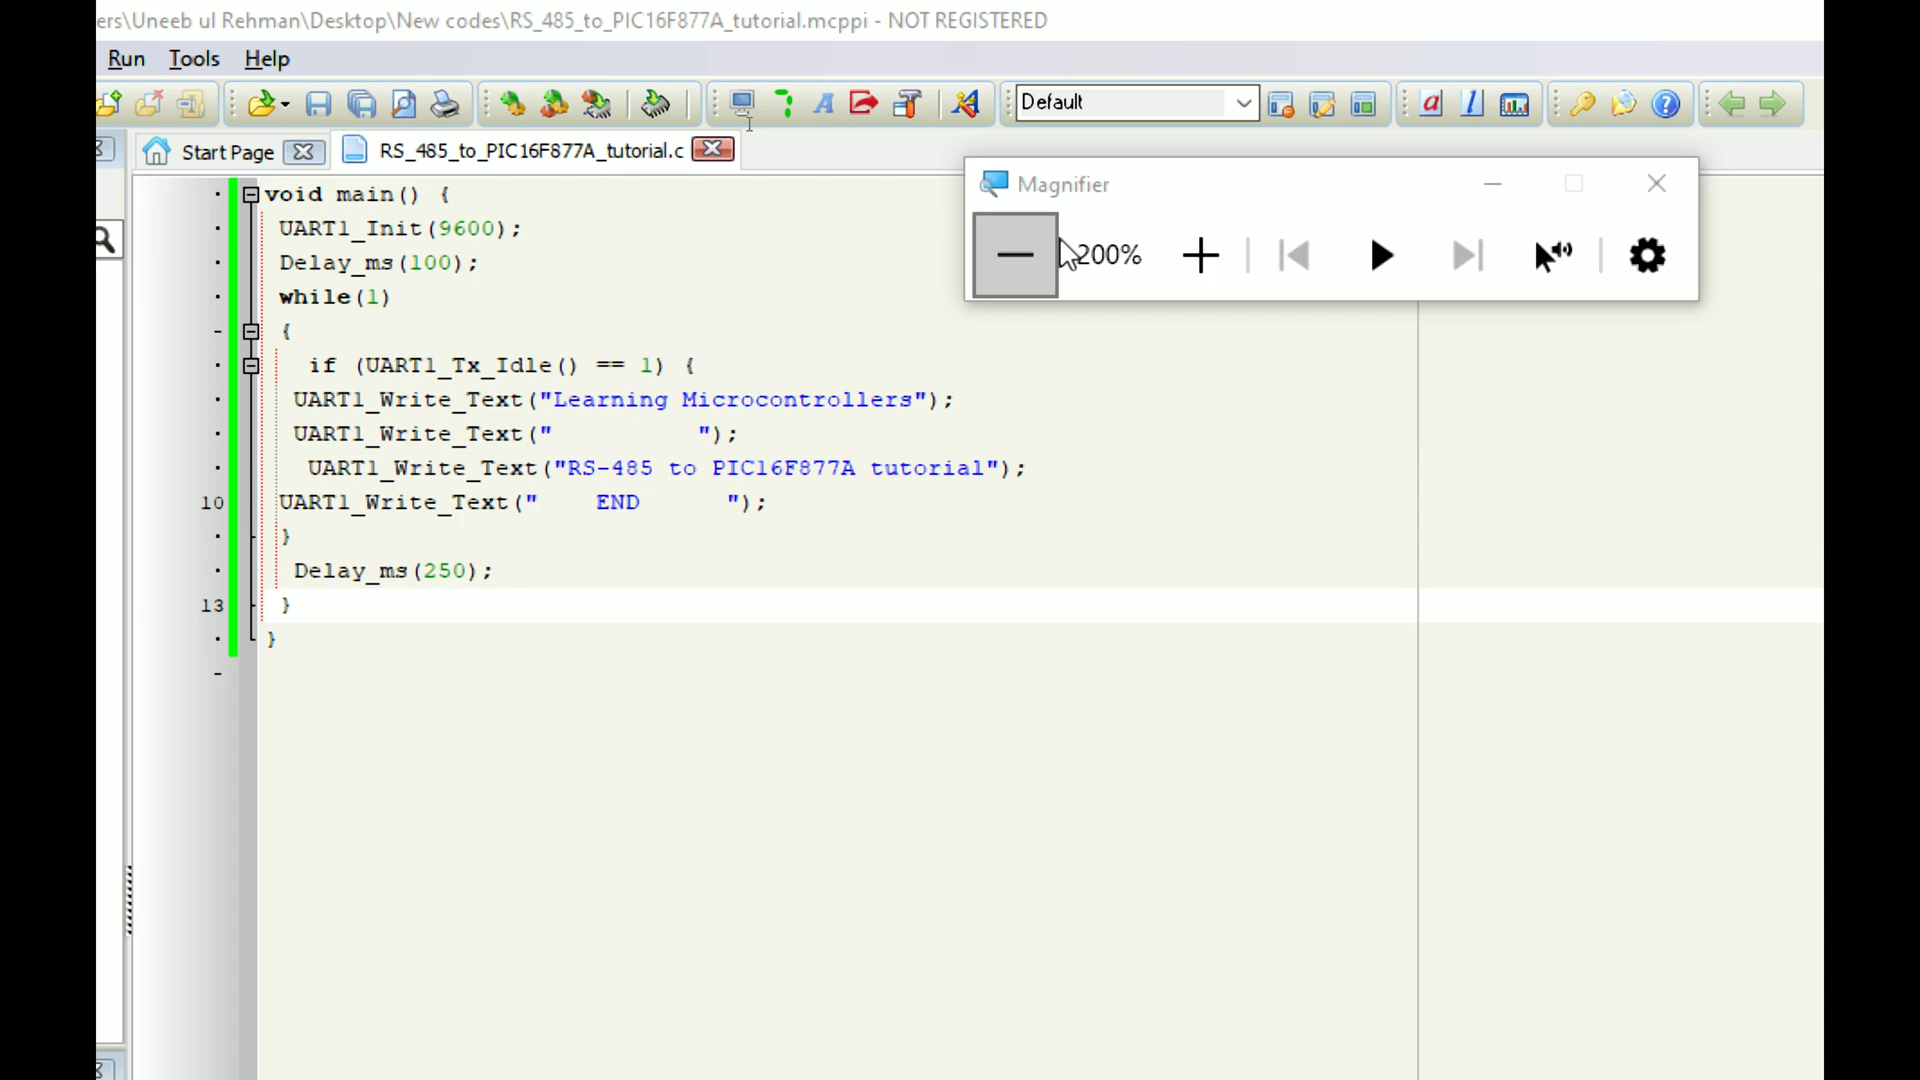 ers\Uneeb ul Rehman\Desktop\New codes\RS_485_to_PIC16F877A_tutorial.mcppi - NOT REGISTERED
Run Tools Help
Default
Start Page RS_485_to_PIC16F877A_tutorial.c
Magnifier
200%
void main() {
UART1_Init(9600);
Delay_ms(100);
while(1)
{
if (UART1_Tx_Idle() == 1) {
UART1_Write_Text("Learning Microcontrollers");
UART1_Write_Text("          ");
UART1_Write_Text("RS-485 to PIC16F877A tutorial");
10 UART1_Write_Text("    END      ");
}
Delay_ms(250);
13 }
}